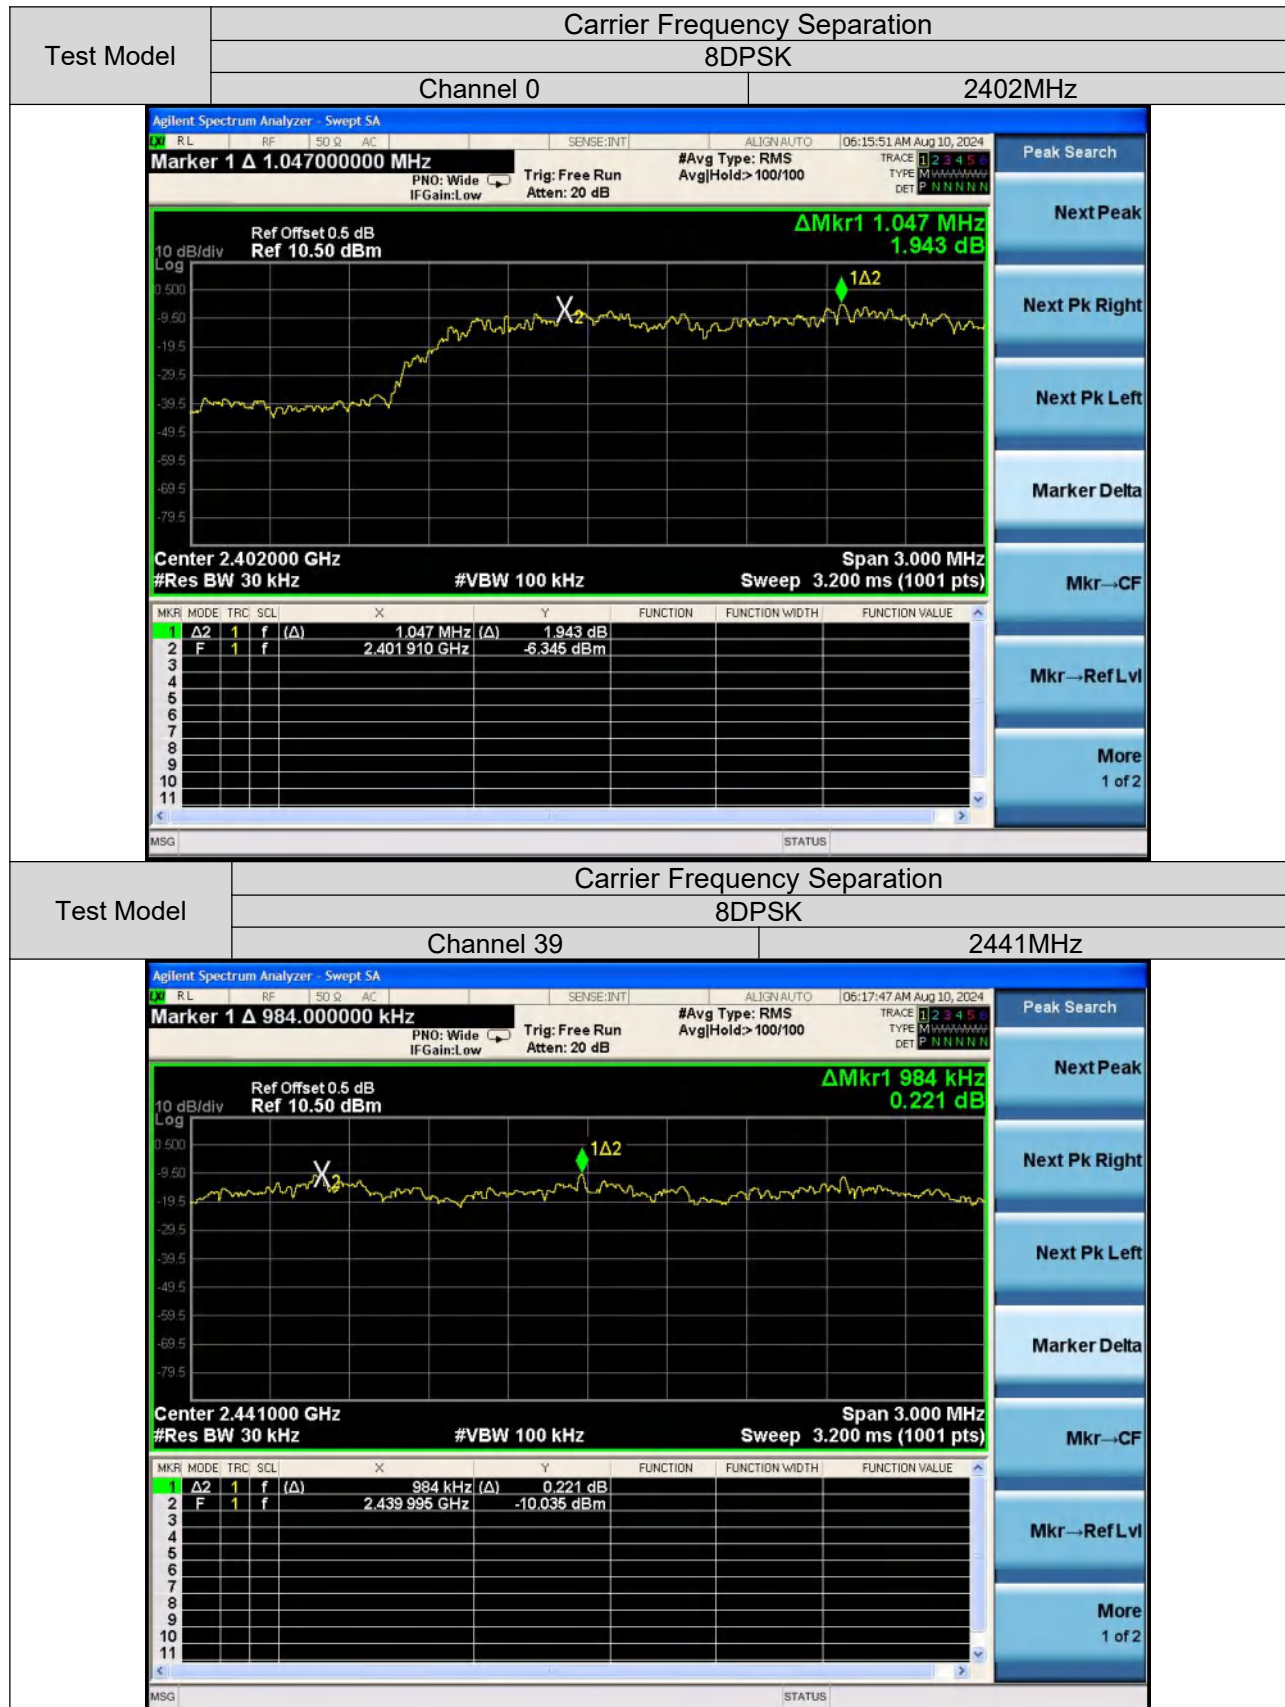 Test Model
Carrier Frequency Separation
8DPSK
Channel 0 2402MHz
Agilent Spectrum Analyzer - Swept SA
LXI RL RF 50 Ω AC SENSE:INT ALIGN AUTO 06:15:51 AM Aug 10, 2024
Marker 1 Δ 1.047000000 MHz
PNO: Wide
IFGain:Low
Trig: Free Run
Atten: 20 dB
#Avg Type: RMS
Avg|Hold:>100/100
TRACE 1 2 3 4 5 6
TYPE M
DET P N N N N N
Peak Search
Next Peak
Next Pk Right
Next Pk Left
Marker Delta
Mkr→CF
Mkr→Ref Lvl
More
1 of 2
ΔMkr1 1.047 MHz
1.943 dB
Ref Offset 0.5 dB
10 dB/div Ref 10.50 dBm
Log
0.500
-9.50
-19.5
-29.5
-39.5
-49.5
-59.5
-69.5
-79.5
1Δ2
X2
Center 2.402000 GHz Span 3.000 MHz
#Res BW 30 kHz #VBW 100 kHz Sweep 3.200 ms (1001 pts)
MKR MODE TRC SCL X Y FUNCTION FUNCTION WIDTH FUNCTION VALUE
1 Δ2 1 f (Δ) 1.047 MHz (Δ) 1.943 dB
2 F 1 f 2.401 910 GHz -6.345 dBm
3
4
5
6
7
8
9
10
11
MSG STATUS
Test Model
Carrier Frequency Separation
8DPSK
Channel 39 2441MHz
Agilent Spectrum Analyzer - Swept SA
LXI RL RF 50 Ω AC SENSE:INT ALIGN AUTO 06:17:47 AM Aug 10, 2024
Marker 1 Δ 984.000000 kHz
PNO: Wide
IFGain:Low
Trig: Free Run
Atten: 20 dB
#Avg Type: RMS
Avg|Hold:>100/100
TRACE 1 2 3 4 5 6
TYPE M
DET P N N N N N
Peak Search
Next Peak
Next Pk Right
Next Pk Left
Marker Delta
Mkr→CF
Mkr→Ref Lvl
More
1 of 2
ΔMkr1 984 kHz
0.221 dB
Ref Offset 0.5 dB
10 dB/div Ref 10.50 dBm
Log
0.500
-9.50
-19.5
-29.5
-39.5
-49.5
-59.5
-69.5
-79.5
1Δ2
X2
Center 2.441000 GHz Span 3.000 MHz
#Res BW 30 kHz #VBW 100 kHz Sweep 3.200 ms (1001 pts)
MKR MODE TRC SCL X Y FUNCTION FUNCTION WIDTH FUNCTION VALUE
1 Δ2 1 f (Δ) 984 kHz (Δ) 0.221 dB
2 F 1 f 2.439 995 GHz -10.035 dBm
3
4
5
6
7
8
9
10
11
MSG STATUS